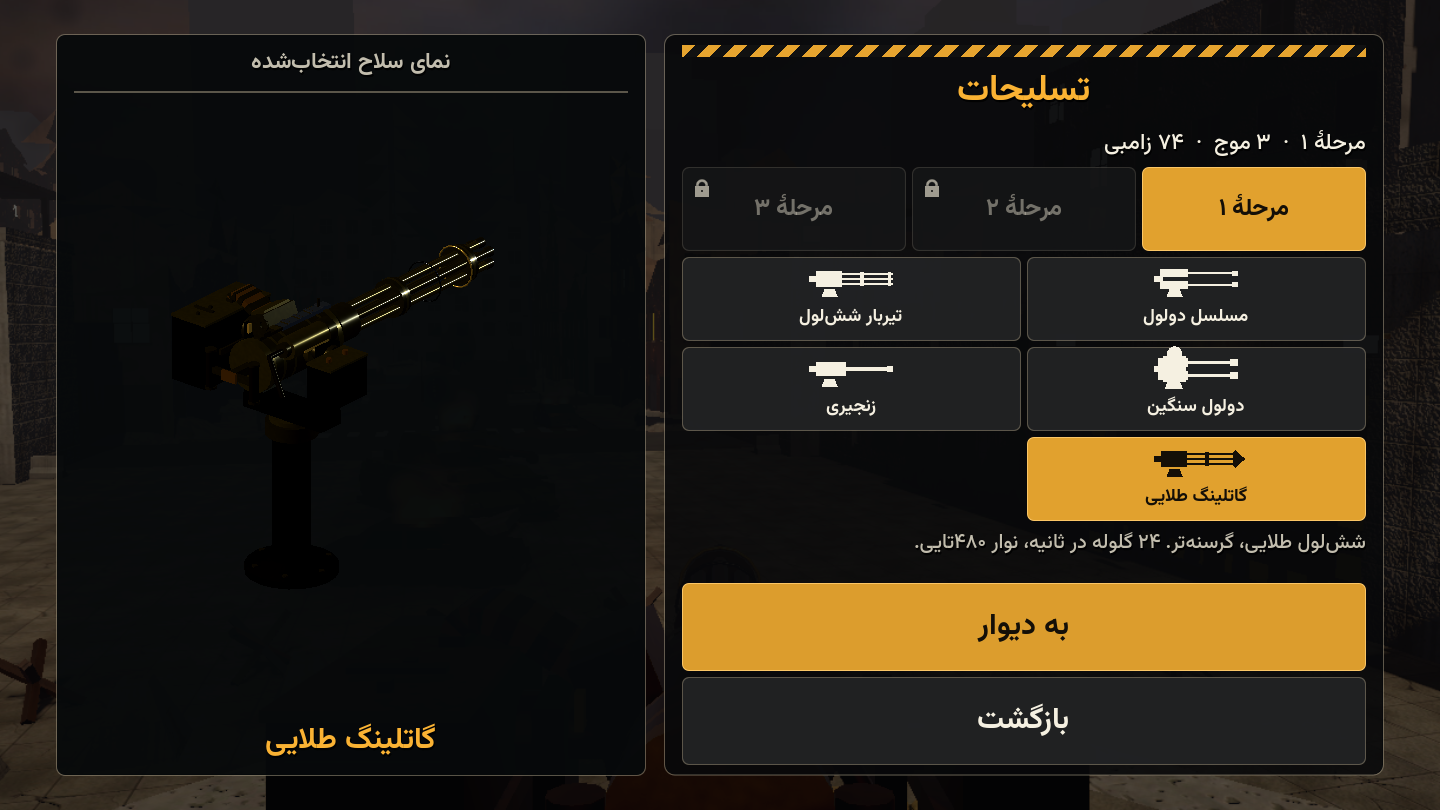 تسلیحات
مرحلهٔ ۱ · ۳ موج · ۷۴ زامبی
مرحلهٔ ۱
مرحلهٔ ۲
مرحلهٔ ۳
مسلسل دولول
تیربار شش‌لول
دولول سنگین
زنجیری
گاتلینگ طلایی
شش‌لول طلایی، گرسنه‌تر. ۲۴ گلوله در ثانیه، نوار ۴۸۰تایی.
به دیوار
بازگشت
نمای سلاح انتخاب‌شده
گاتلینگ طلایی